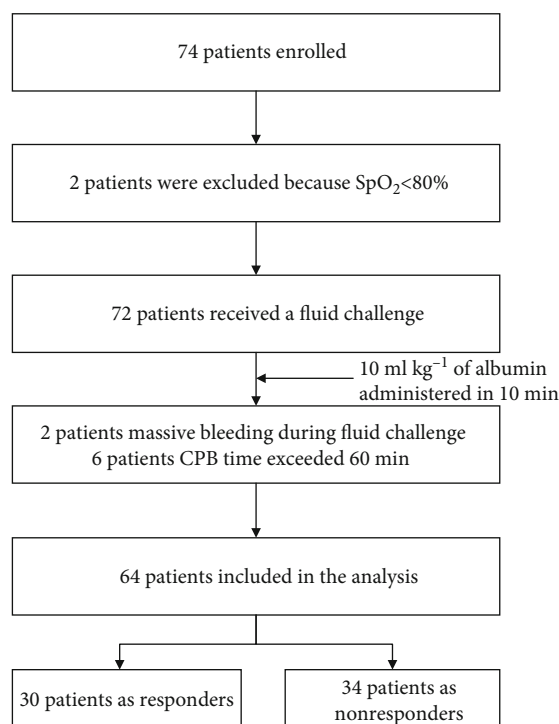 74 patients enrolled
2 patients were excluded because SpO₂<80%
72 patients received a fluid challenge
10 ml kg⁻¹ of albumin
administered in 10 min
2 patients massive bleeding during fluid challenge
6 patients CPB time exceeded 60 min
64 patients included in the analysis
30 patients as responders
34 patients as
nonresponders